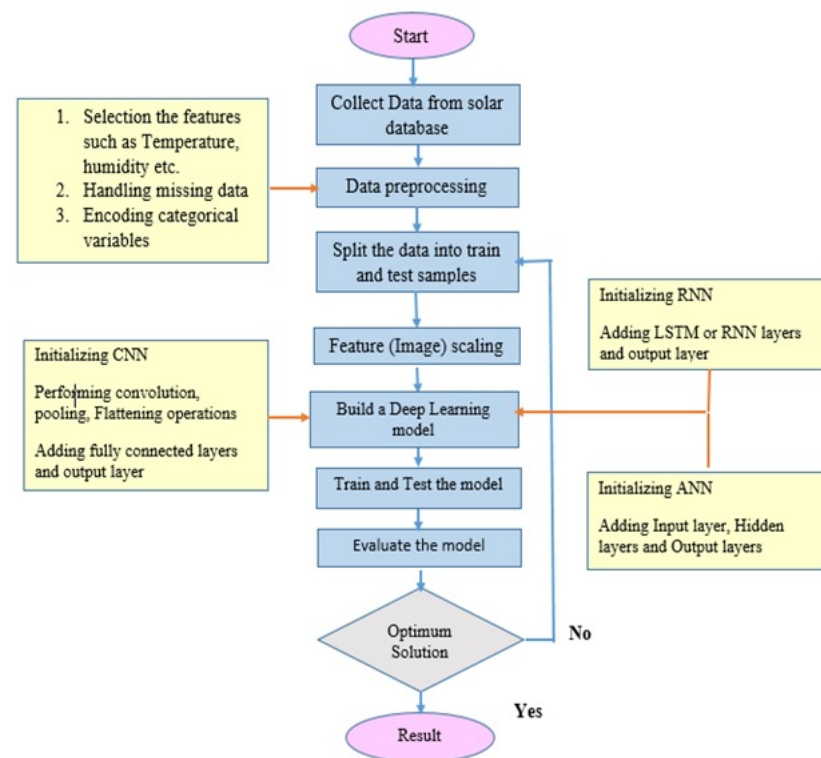 Start
Collect Data from solar
database
1. Selection the features
such as Temperature,
humidity etc.
2. Handling missing data
3. Encoding categorical
variables
Data preprocessing
Split the data into train
and test samples
Initializing RNN
Adding LSTM or RNN layers
and output layer
Feature (Image) scaling
Initializing CNN
Performing convolution,
pooling, Flattening operations
Adding fully connected layers
and output layer
Build a Deep Learning
model
Train and Test the model
Initializing ANN
Adding Input layer, Hidden
layers and Output layers
Evaluate the model
Optimum
Solution
No
Yes
Result